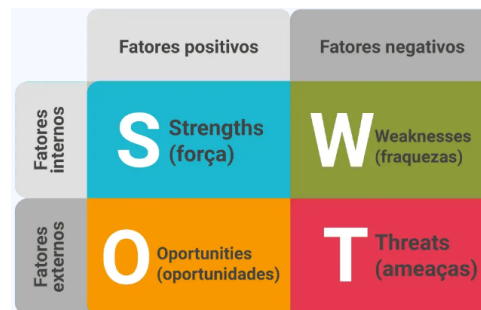 Fatores positivos
Fatores negativos
Fatores
internos
S
Strengths
(força)
W
Weaknesses
(fraquezas)
Fatores
externos
O
Oportunities
(oportunidades)
T
Threats
(ameaças)